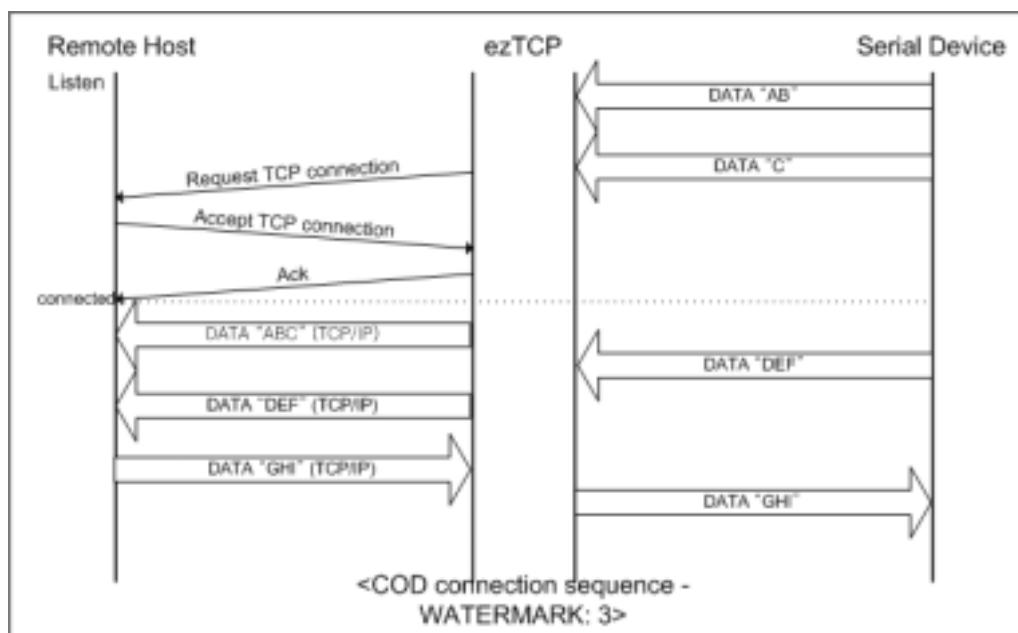 Remote Host
ezTCP
Serial Device
Listen
DATA "AB"
DATA "C"
Request TCP connection
Accept TCP connection
Ack
connected
DATA "ABC" (TCP/IP)
DATA "DEF"
DATA "DEF" (TCP/IP)
DATA "GHI" (TCP/IP)
DATA "GHI"
<COD connection sequence -
WATERMARK: 3>